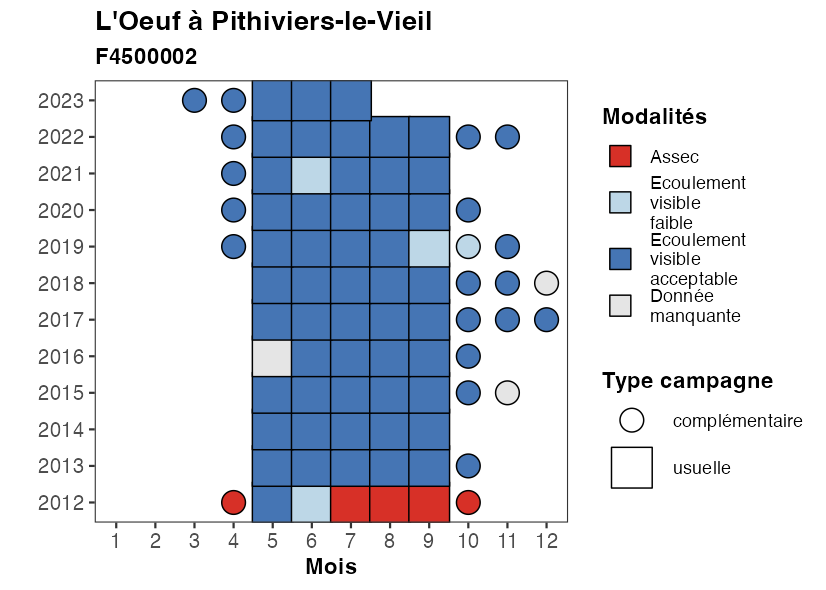 L'Oeuf à Pithiviers-le-Vieil
F4500002
2023
2022
2021
2020
2019
2018
2017
2016
2015
2014
2013
2012
1 2 3 4 5 6 7 8 9 10 11 12
Mois
Modalités
Assec
Ecoulement
visible
faible
Ecoulement
visible
acceptable
Donnée
manquante
Type campagne
complémentaire
usuelle